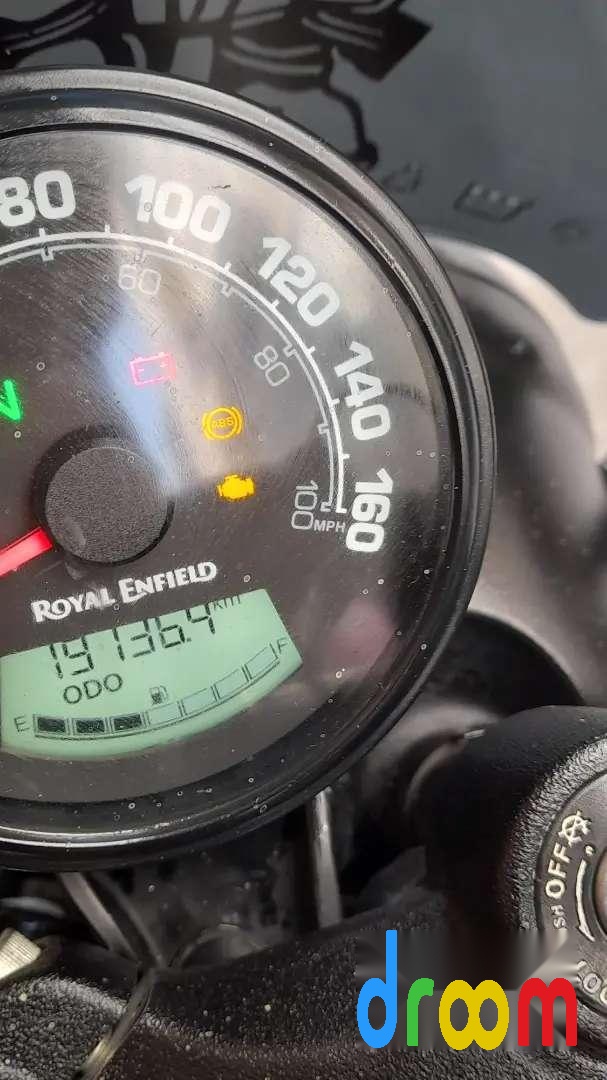 80
100
120
140
160
60
80
100
MPH
N
ABS
ROYAL ENFIELD
19136.4 km
ODO
E
F
OFF
droom